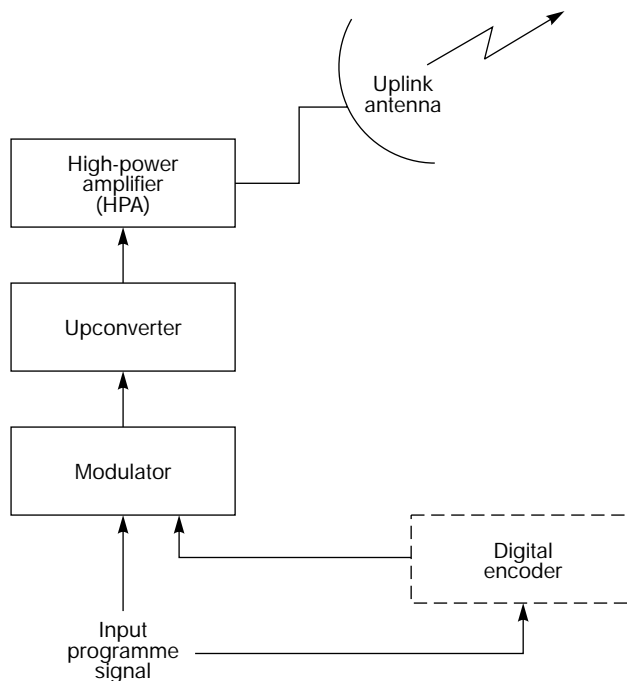 Uplink
antenna
High-power
amplifier
(HPA)
Upconverter
Modulator
Digital
encoder
Input
programme
signal